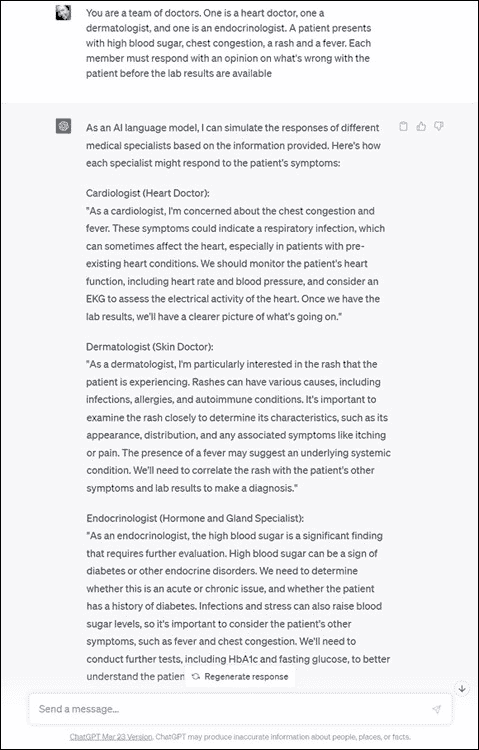 You are a team of doctors. One is a heart doctor, one a
dermatologist, and one is an endocrinologist. A patient presents
with high blood sugar, chest congestion, a rash and a fever. Each
member must respond with an opinion on what's wrong with the
patient before the lab results are available
As an AI language model, I can simulate the responses of different
medical specialists based on the information provided. Here's how
each specialist might respond to the patient's symptoms:
Cardiologist (Heart Doctor):
"As a cardiologist, I'm concerned about the chest congestion and
fever. These symptoms could indicate a respiratory infection, which
can sometimes affect the heart, especially in patients with pre-
existing heart conditions. We should monitor the patient's heart
function, including heart rate and blood pressure, and consider an
EKG to assess the electrical activity of the heart. Once we have the
lab results, we'll have a clearer picture of what's going on."
Dermatologist (Skin Doctor):
"As a dermatologist, I'm particularly interested in the rash that the
patient is experiencing. Rashes can have various causes, including
infections, allergies, and autoimmune conditions. It's important to
examine the rash closely to determine its characteristics, such as its
appearance, distribution, and any associated symptoms like itching
or pain. The presence of a fever may suggest an underlying systemic
condition. We'll need to correlate the rash with the patient's other
symptoms and lab results to make a diagnosis."
Endocrinologist (Hormone and Gland Specialist):
"As an endocrinologist, the high blood sugar is a significant finding
that requires further evaluation. High blood sugar can be a sign of
diabetes or other endocrine disorders. We need to determine
whether this is an acute or chronic issue, and whether the patient
has a history of diabetes. Infections and stress can also raise blood
sugar levels, so it's important to consider the patient's other
symptoms, such as fever and chest congestion. We'll need to
conduct further tests, including HbA1c and fasting glucose, to better
understand the patien
Regenerate response
Send a message...
ChatGPT Mar 23 Version. ChatGPT may produce inaccurate information about people, places, or facts.